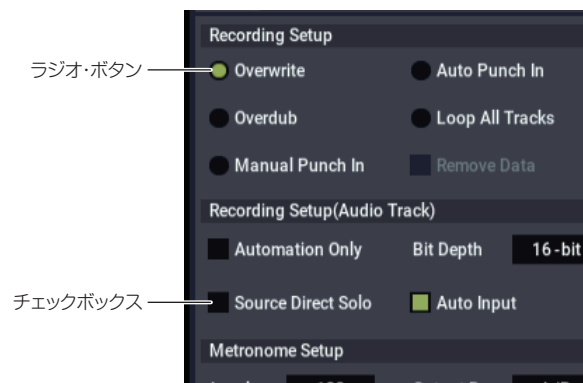 Recording Setup
ラジオ・ボタン
Overwrite
Auto Punch In
Overdub
Loop All Tracks
Manual Punch In
Remove Data
Recording Setup(Audio Track)
Automation Only
Bit Depth
16-bit
チェックボックス
Source Direct Solo
Auto Input
Metronome Setup